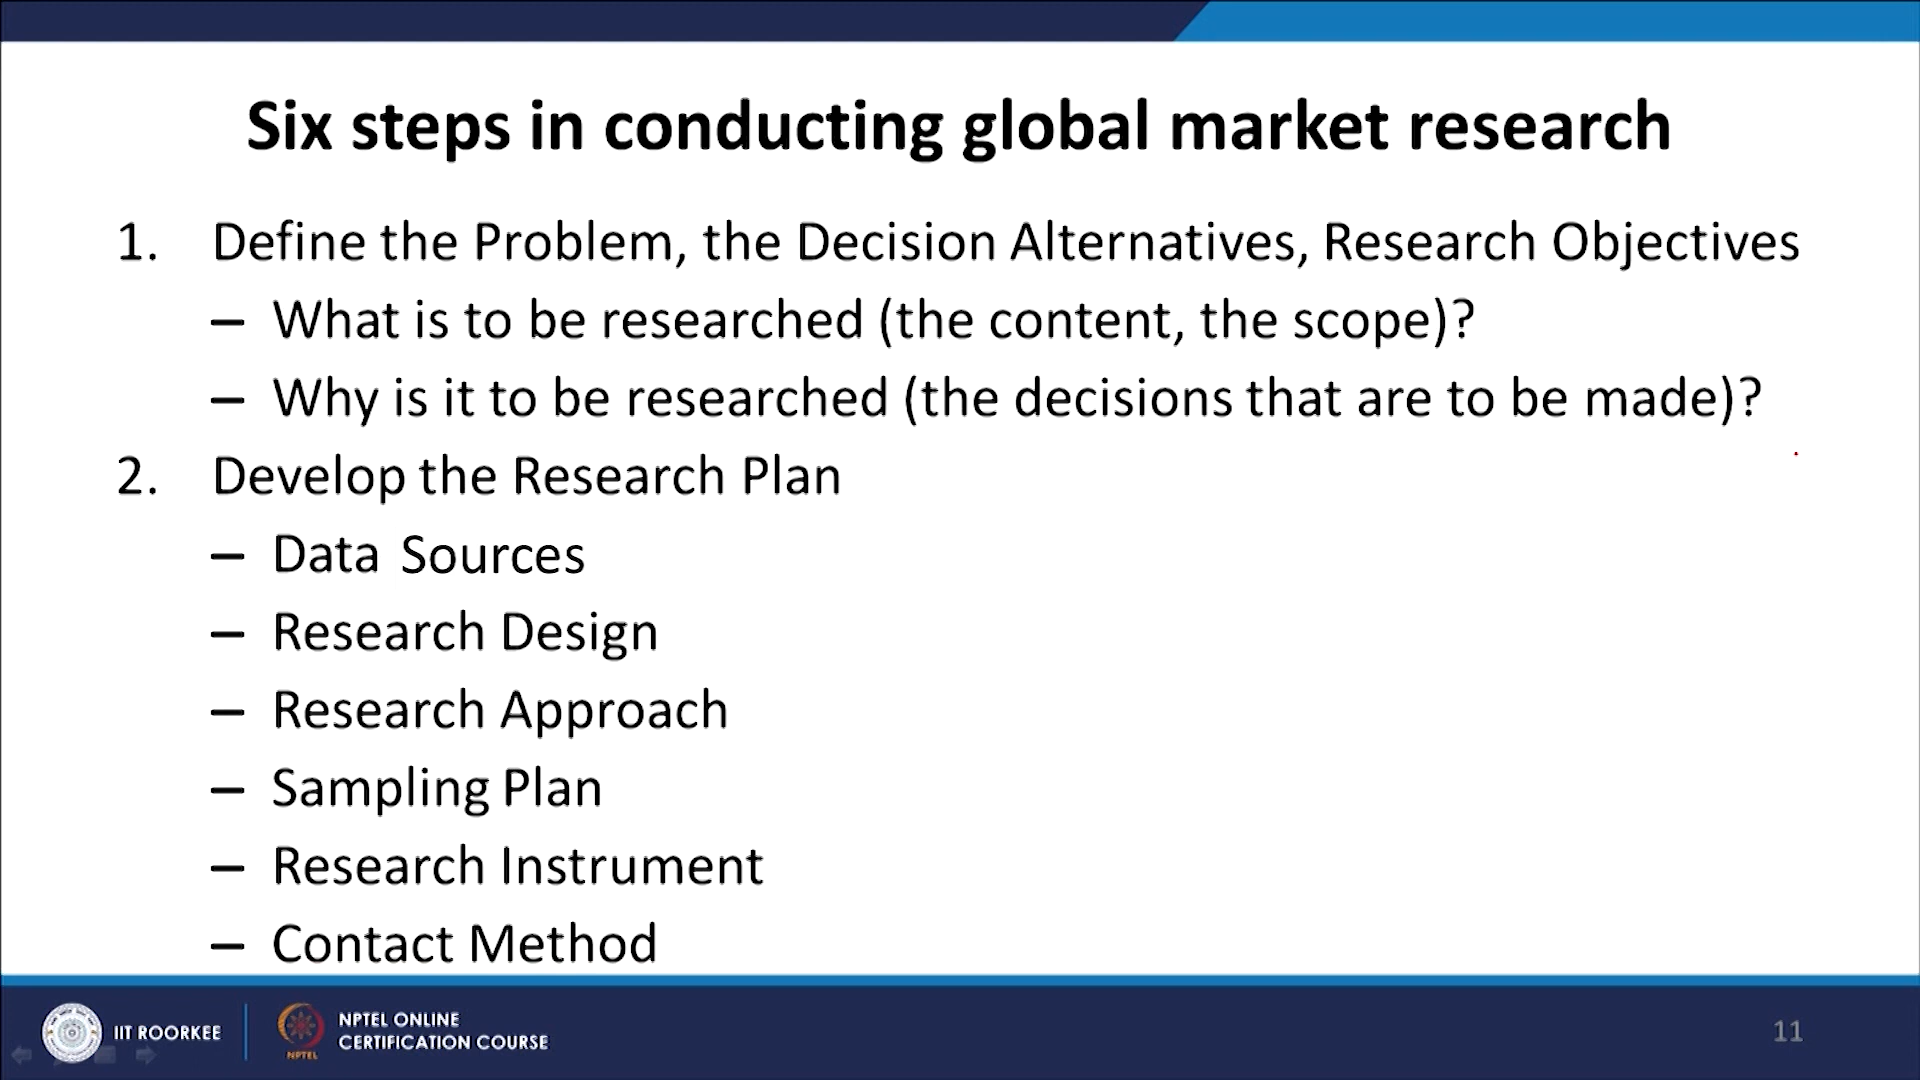 Six steps in conducting global market research
1. Define the Problem, the Decision Alternatives, Research Objectives
– What is to be researched (the content, the scope)?
– Why is it to be researched (the decisions that are to be made)?
2. Develop the Research Plan
– Data Sources
– Research Design
– Research Approach
– Sampling Plan
– Research Instrument
– Contact Method
IIT ROORKEE
NPTEL
NPTEL ONLINE
CERTIFICATION COURSE
11